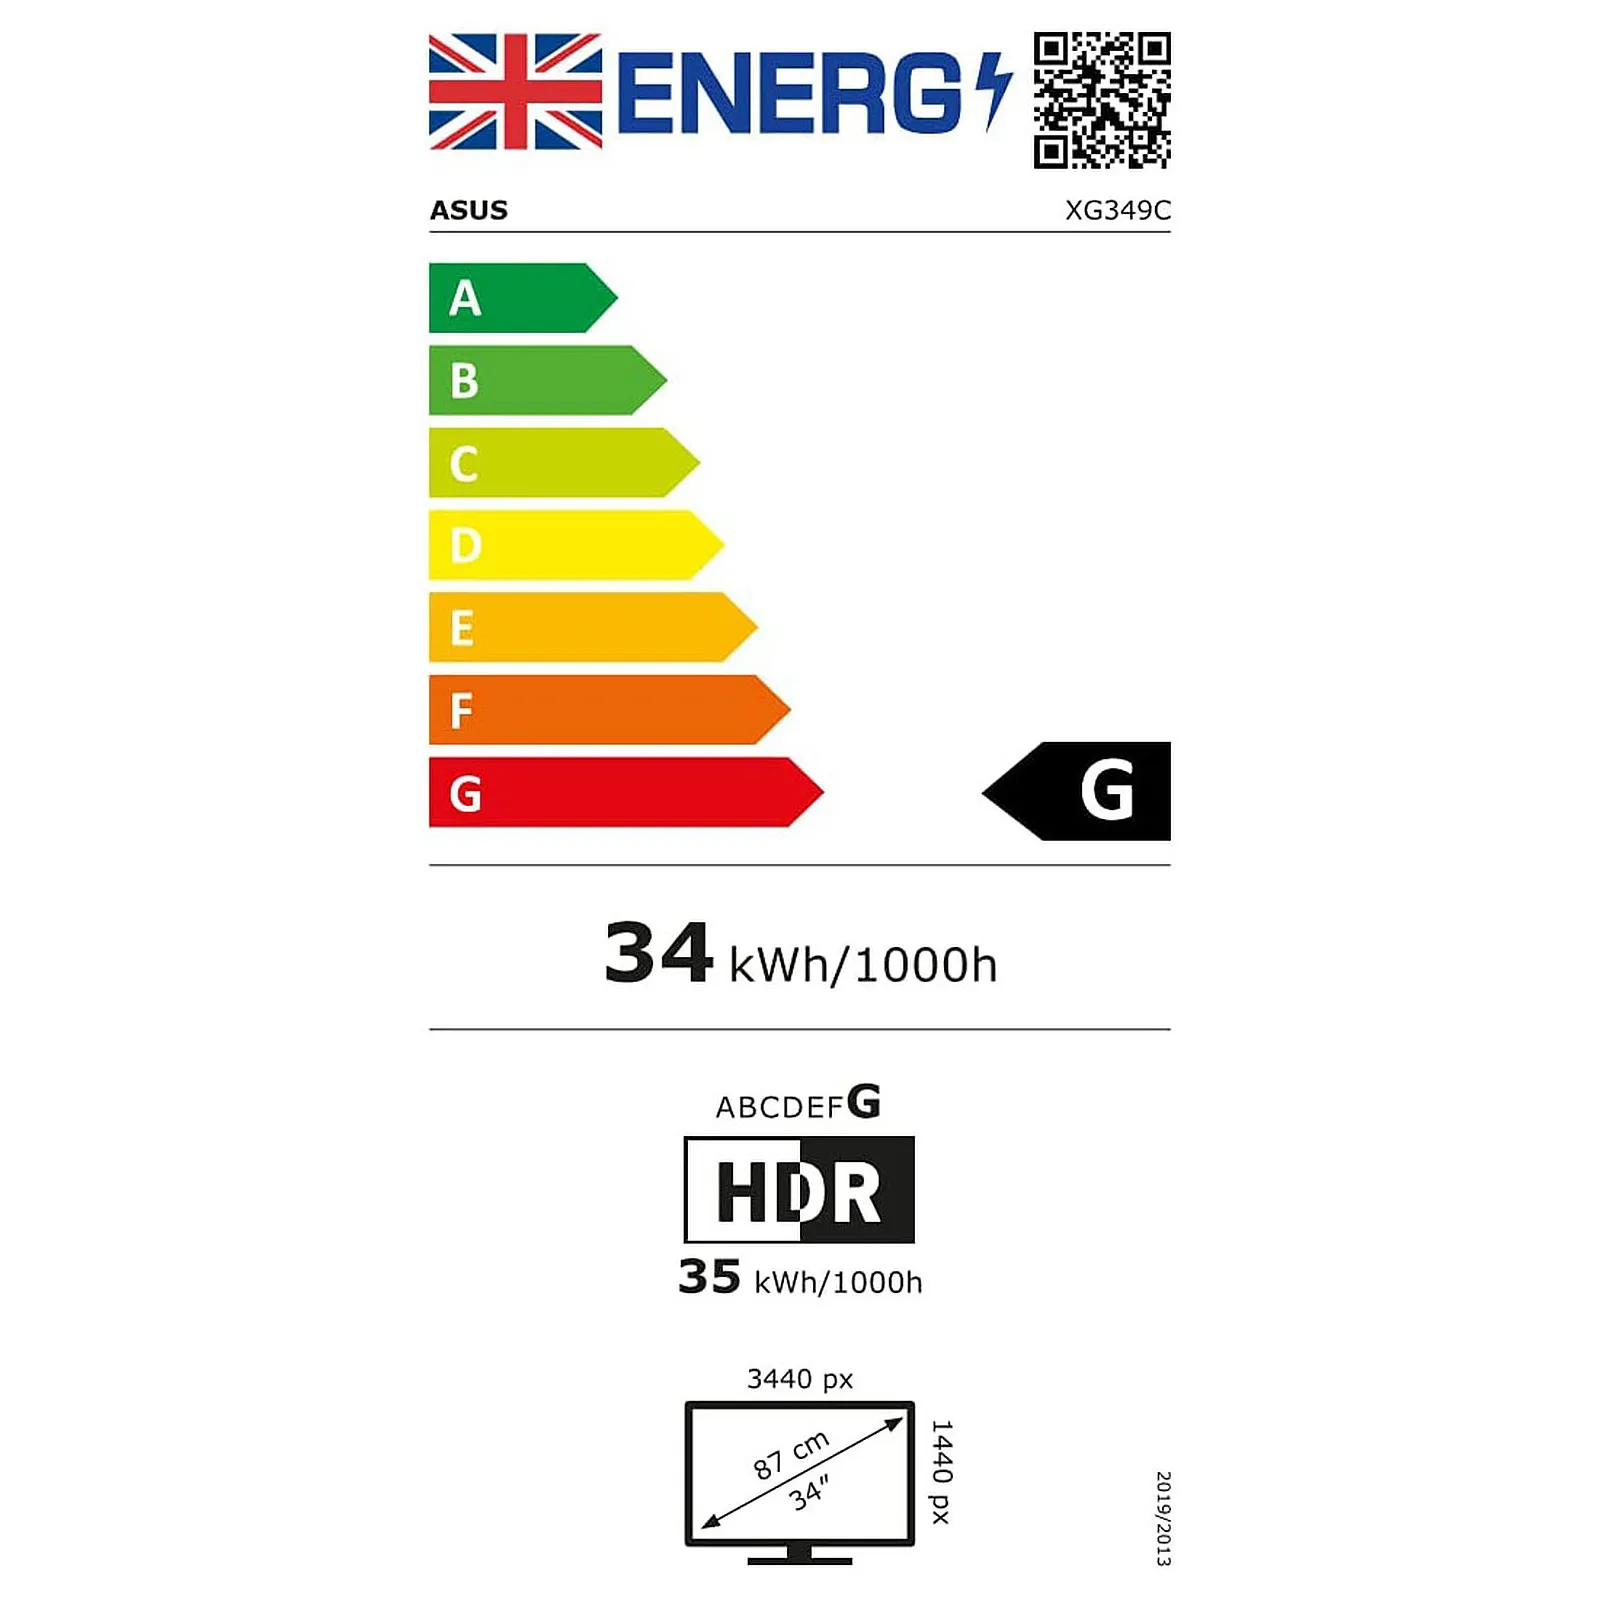 ENERG
ASUS
XG349C
A
B
C
D
E
F
G
G
34 kWh/1000h
ABCDEFG
HDR
35 kWh/1000h
3440 px
87 cm
34"
1440 px
2019/2013